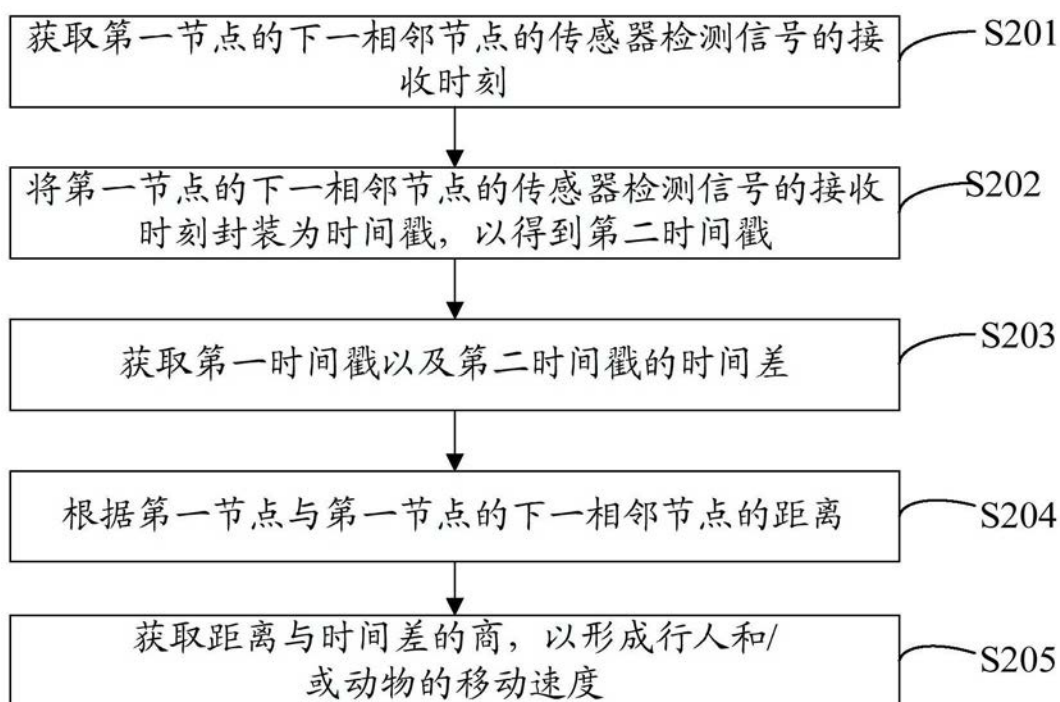 获取第一节点的下一相邻节点的传感器检测信号的接
收时刻
S201
将第一节点的下一相邻节点的传感器检测信号的接收
时刻封装为时间戳，以得到第二时间戳
S202
获取第一时间戳以及第二时间戳的时间差
S203
根据第一节点与第一节点的下一相邻节点的距离
S204
获取距离与时间差的商，以形成行人和/
或动物的移动速度
S205